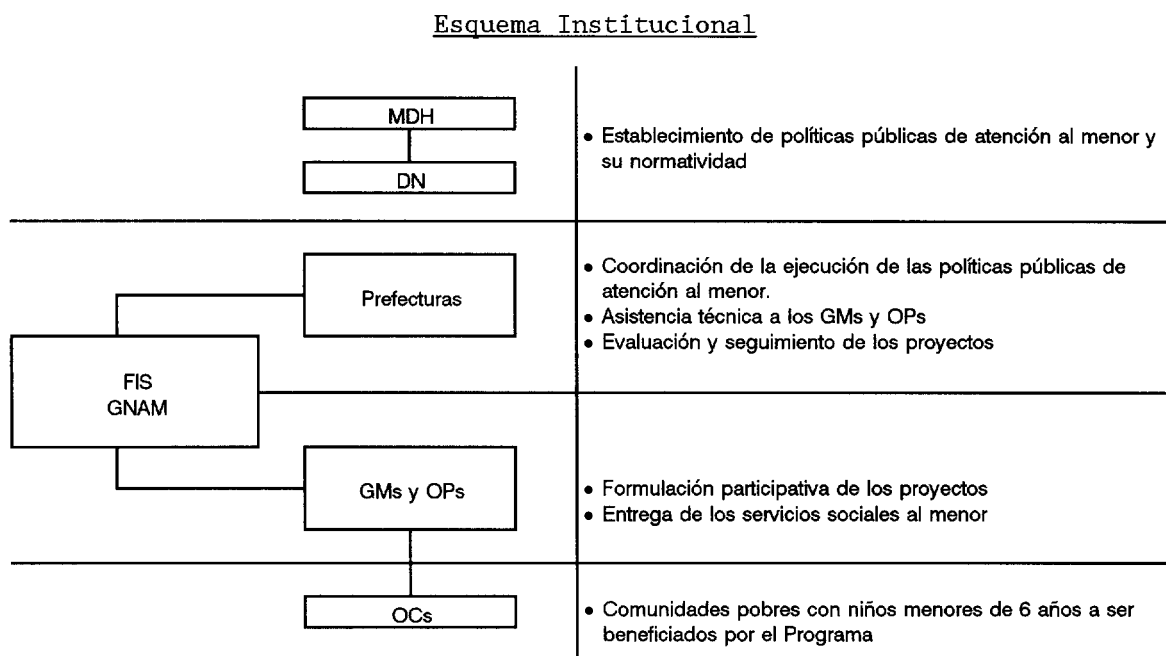 Esquema Institucional
MDH
DN
• Establecimiento de políticas públicas de atención al menor y
su normatividad
Prefecturas
• Coordinación de la ejecución de las políticas públicas de
atención al menor.
• Asistencia técnica a los GMs y OPs
• Evaluación y seguimiento de los proyectos
FIS
GNAM
GMs y OPs
• Formulación participativa de los proyectos
• Entrega de los servicios sociales al menor
OCs
• Comunidades pobres con niños menores de 6 años a ser
beneficiados por el Programa